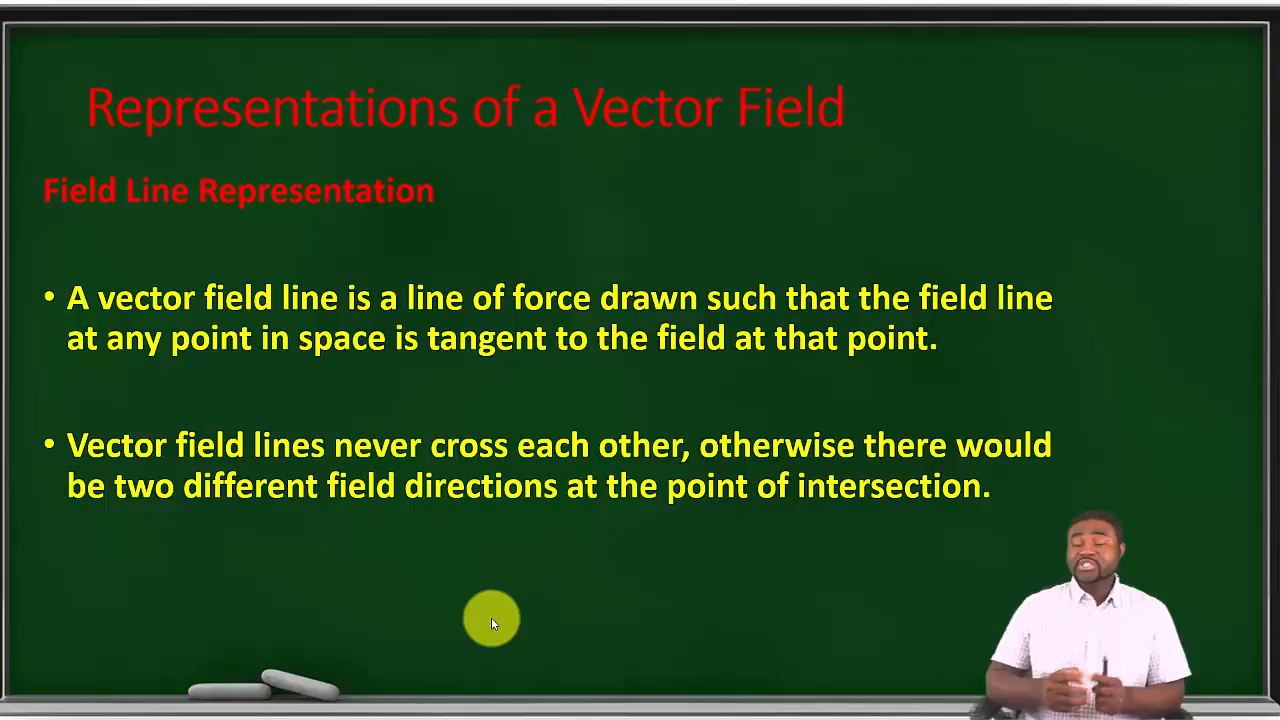 Representations of a Vector Field
Field Line Representation
• A vector field line is a line of force drawn such that the field line
at any point in space is tangent to the field at that point.
• Vector field lines never cross each other, otherwise there would
be two different field directions at the point of intersection.